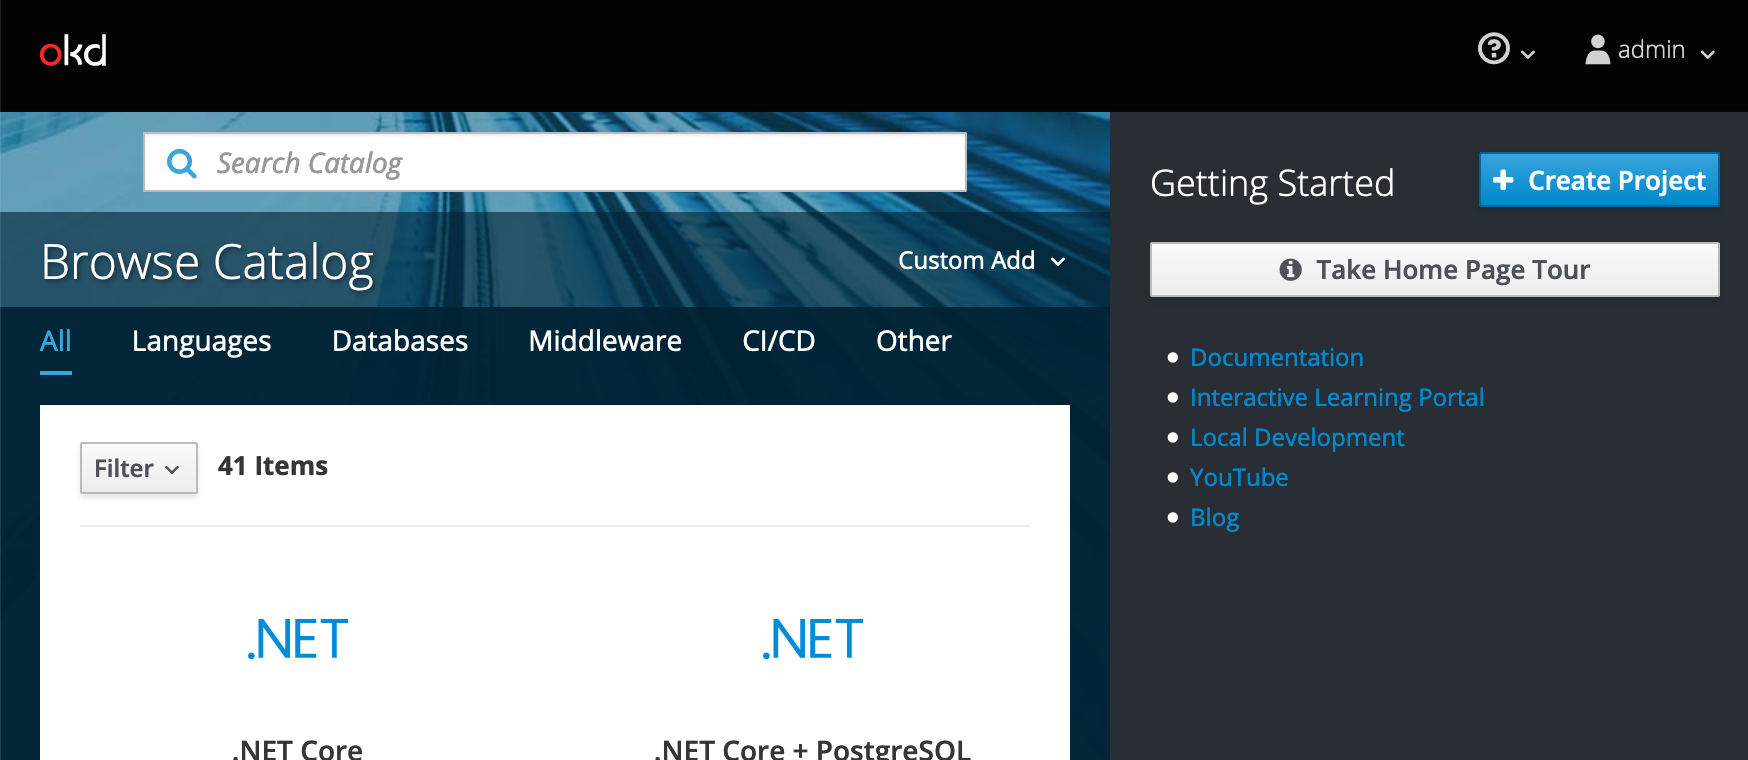 okd
admin
Search Catalog
Browse Catalog
Custom Add
All Languages Databases Middleware CI/CD Other
Filter
41 Items
.NET
.NET
.NET Core
.NET Core + PostgreSQL
Getting Started
Create Project
Take Home Page Tour
Documentation
Interactive Learning Portal
Local Development
YouTube
Blog